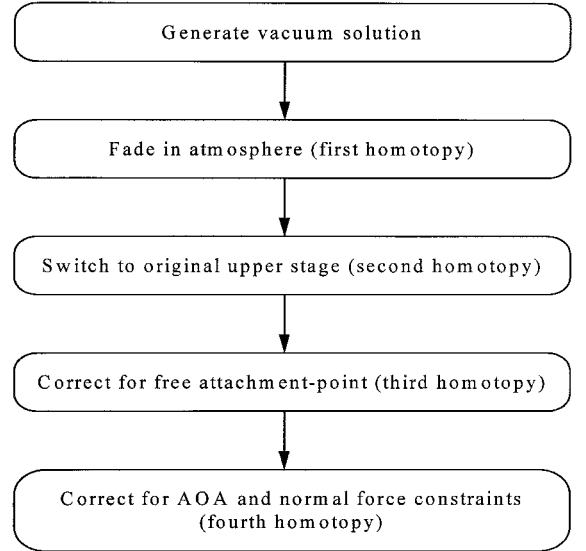 Generate vacuum solution
Fade in atmosphere (first homotopy)
Switch to original upper stage (second homotopy)
Correct for free attachment-point (third homotopy)
Correct for AOA and normal force constraints
(fourth homotopy)